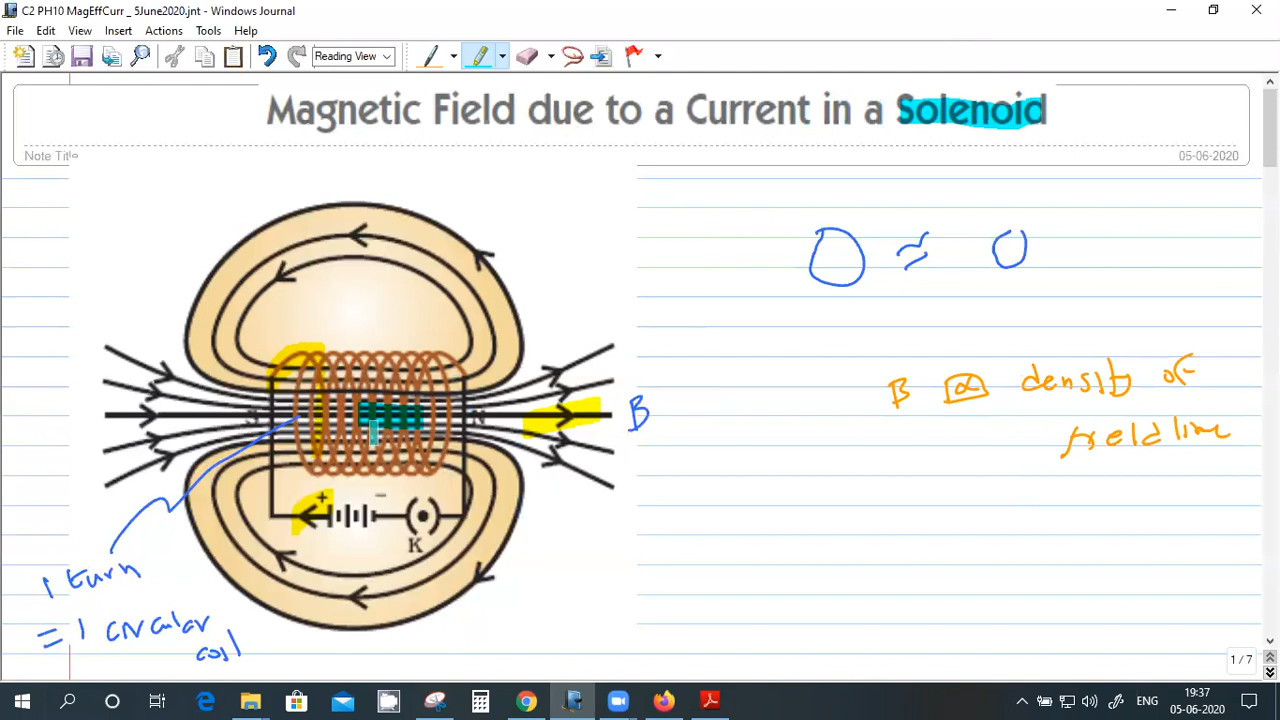 C2 PH10 MagEffCurr _ 5June2020.jnt - Windows Journal
File Edit View Insert Actions Tools Help
Reading View
Magnetic Field due to a Current in a Solenoid
Note Title
05-06-2020
B ∝ density of
field line
S
N
B
+ −
K
1 turn
= 1 circular
coil
1 / 7
ENG
19:37
05-06-2020